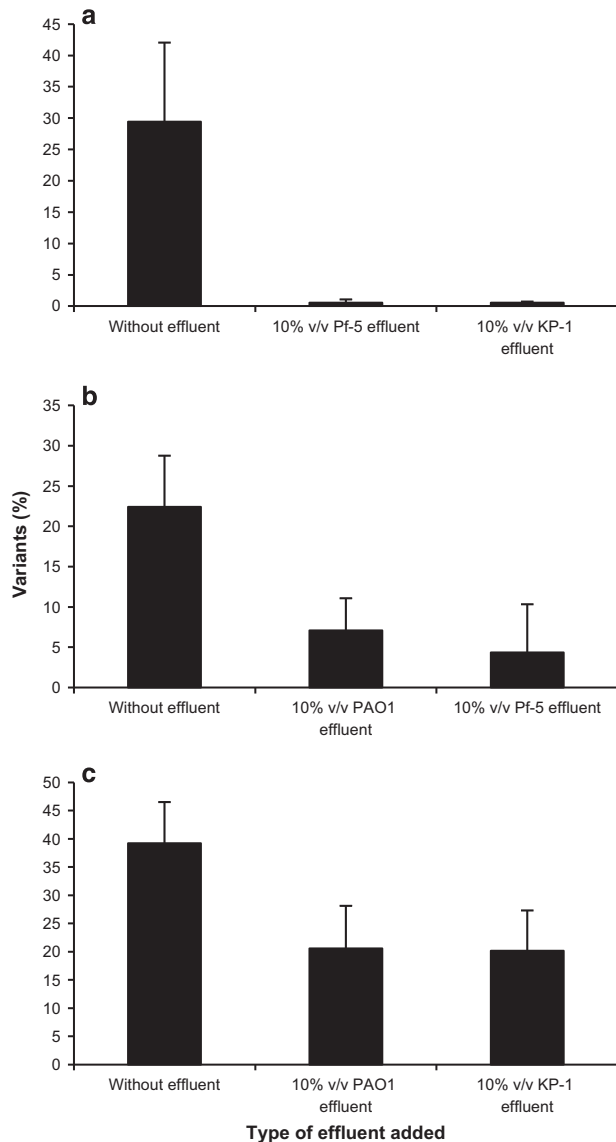 a
45
40
35
30
25
20
15
10
5
0
Without effluent
10% v/v Pf-5 effluent
10% v/v KP-1
effluent
b
35
30
25
20
15
10
5
0
Without effluent
10% v/v PAO1
effluent
10% v/v Pf-5 effluent
Variants (%)
c
50
45
40
35
30
25
20
15
10
5
0
Without effluent
10% v/v PAO1
effluent
10% v/v KP-1
effluent
Type of effluent added